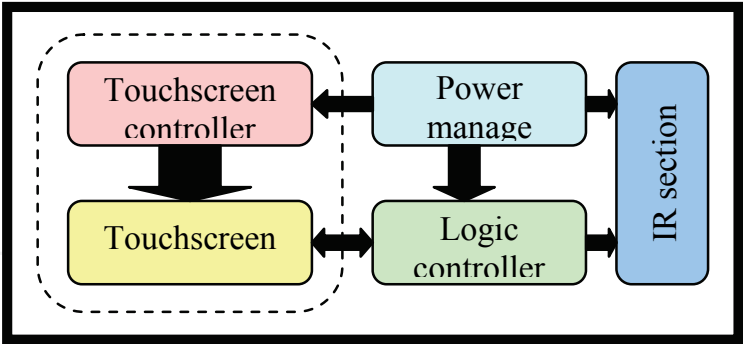 Touchscreen
controller
Power
manage
IR section
Touchscreen
Logic
controller